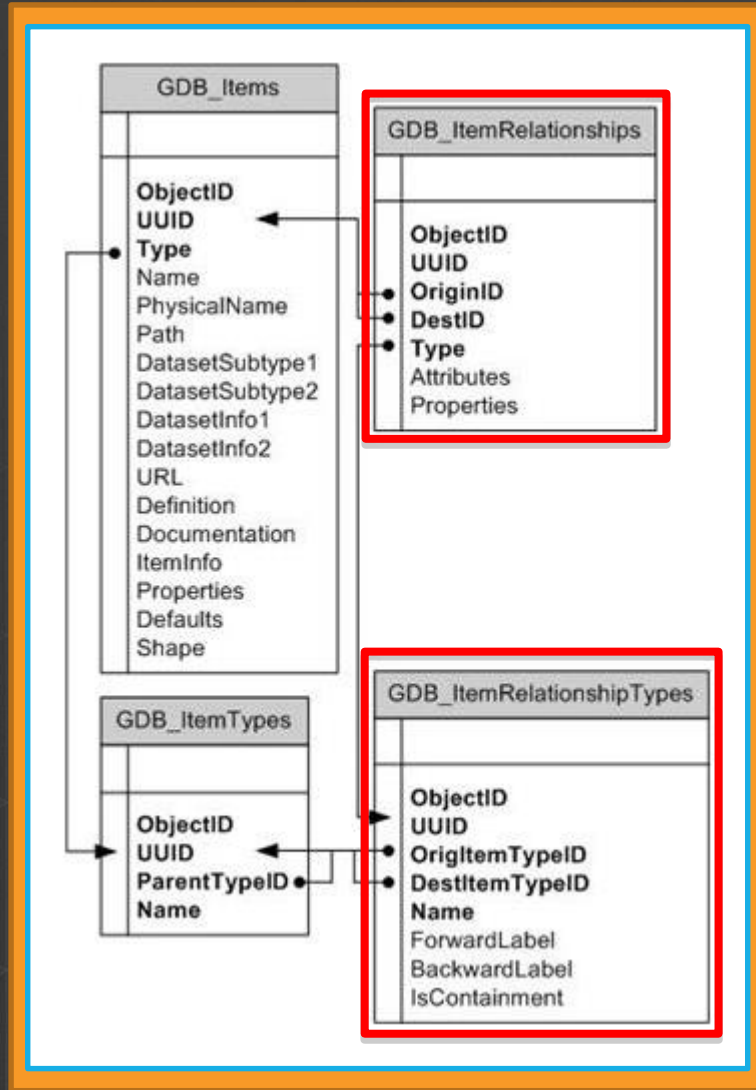 GDB_Items
ObjectID
UUID
Type
Name
PhysicalName
Path
DatasetSubtype1
DatasetSubtype2
DatasetInfo1
DatasetInfo2
URL
Definition
Documentation
ItemInfo
Properties
Defaults
Shape
GDB_ItemRelationships
ObjectID
UUID
OriginID
DestID
Type
Attributes
Properties
GDB_ItemTypes
ObjectID
UUID
ParentTypeID
Name
GDB_ItemRelationshipTypes
ObjectID
UUID
OrigItemTypeID
DestItemTypeID
Name
ForwardLabel
BackwardLabel
IsContainment